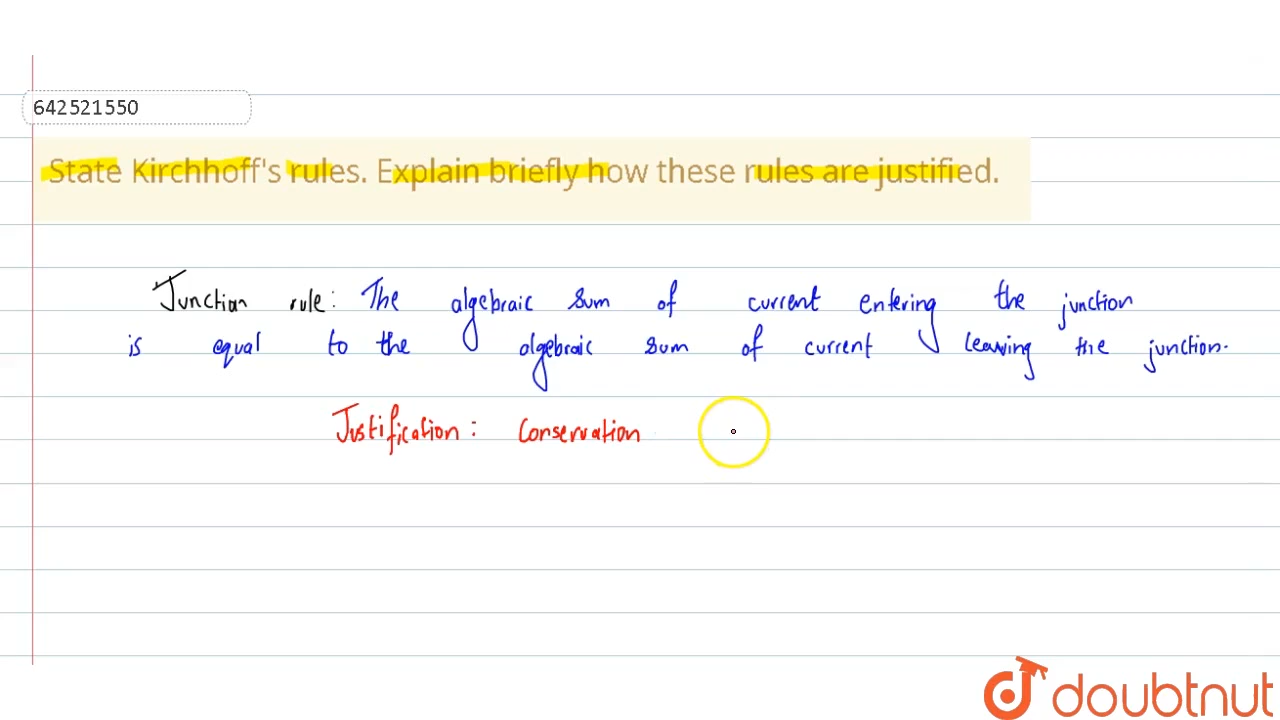 642521550
State Kirchhoff's rules. Explain briefly how these rules are justified.
Junction rule: The algebraic sum of current entering the junction
is equal to the algebraic sum of current leaving the junction.
Justification: Conservation
doubtnut